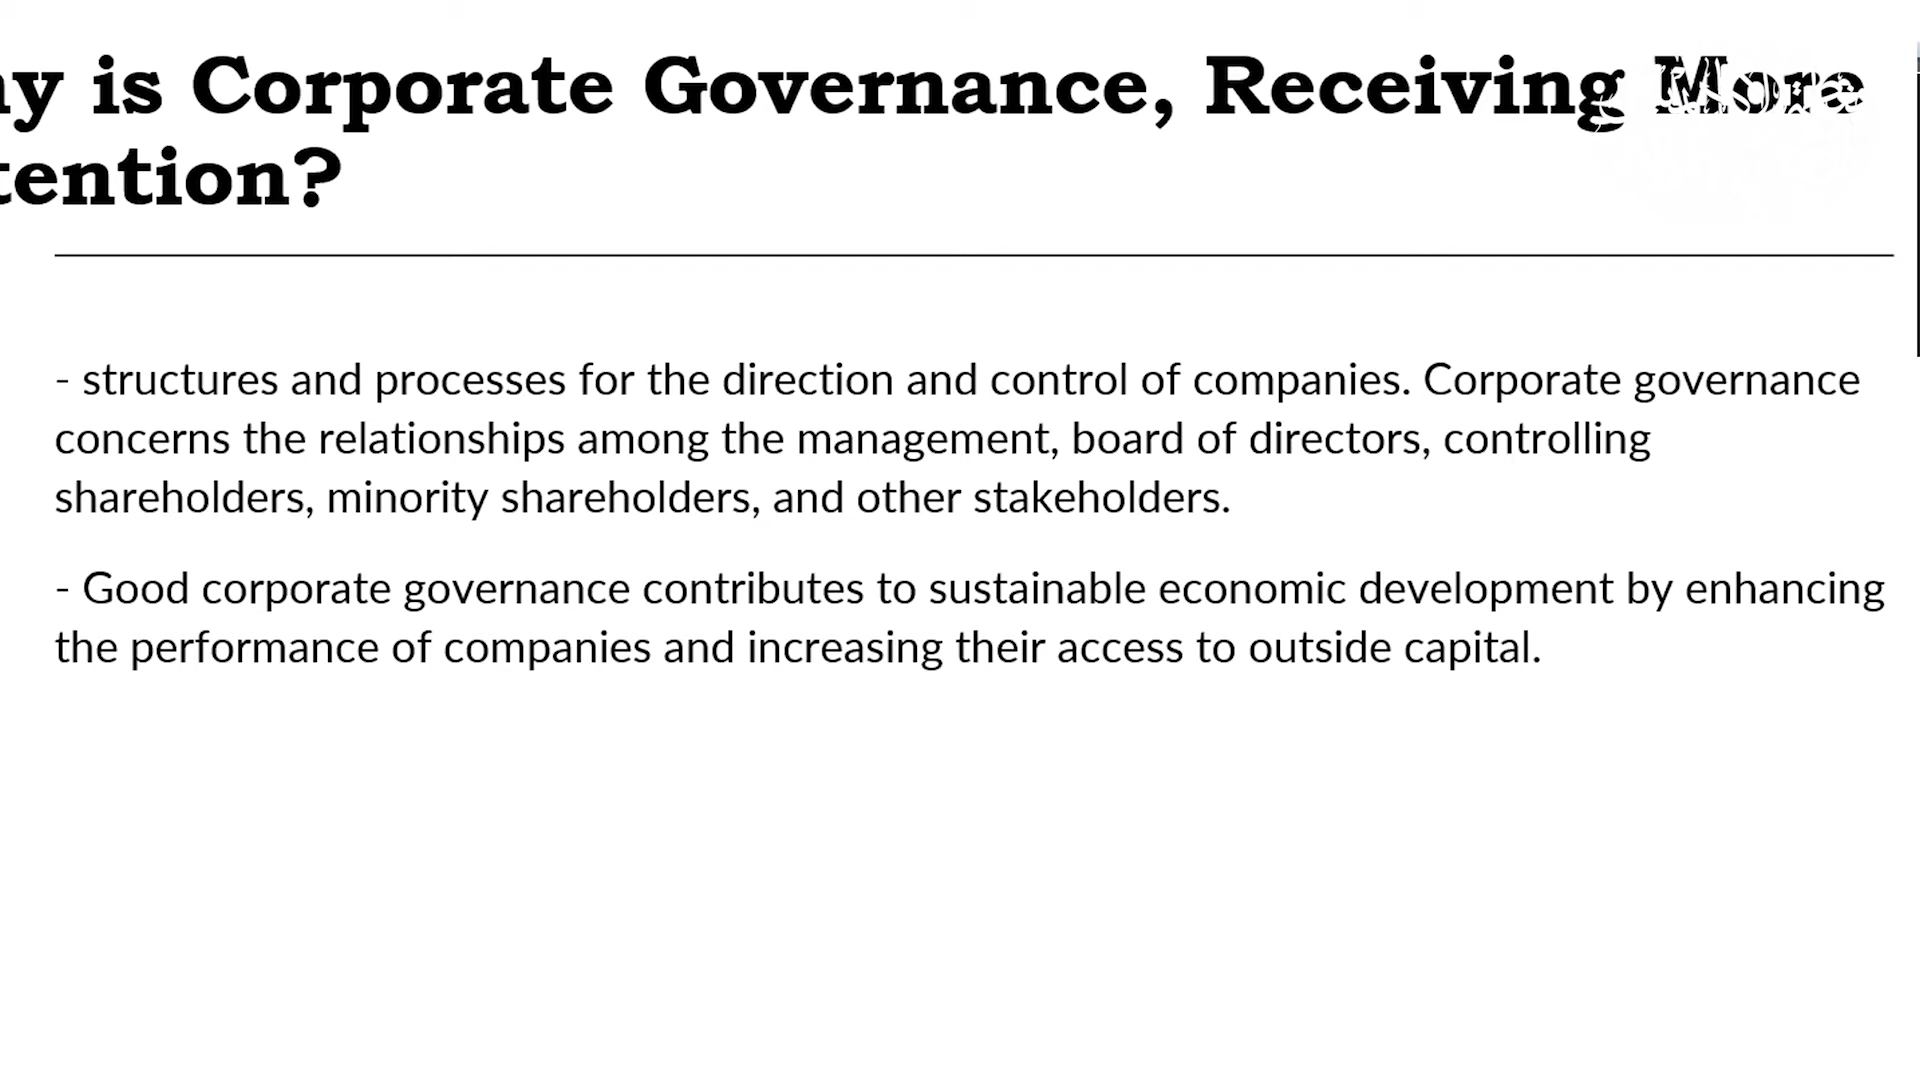 y is Corporate Governance, Receiving More
tention?
- structures and processes for the direction and control of companies. Corporate governance
concerns the relationships among the management, board of directors, controlling
shareholders, minority shareholders, and other stakeholders.
- Good corporate governance contributes to sustainable economic development by enhancing
the performance of companies and increasing their access to outside capital.